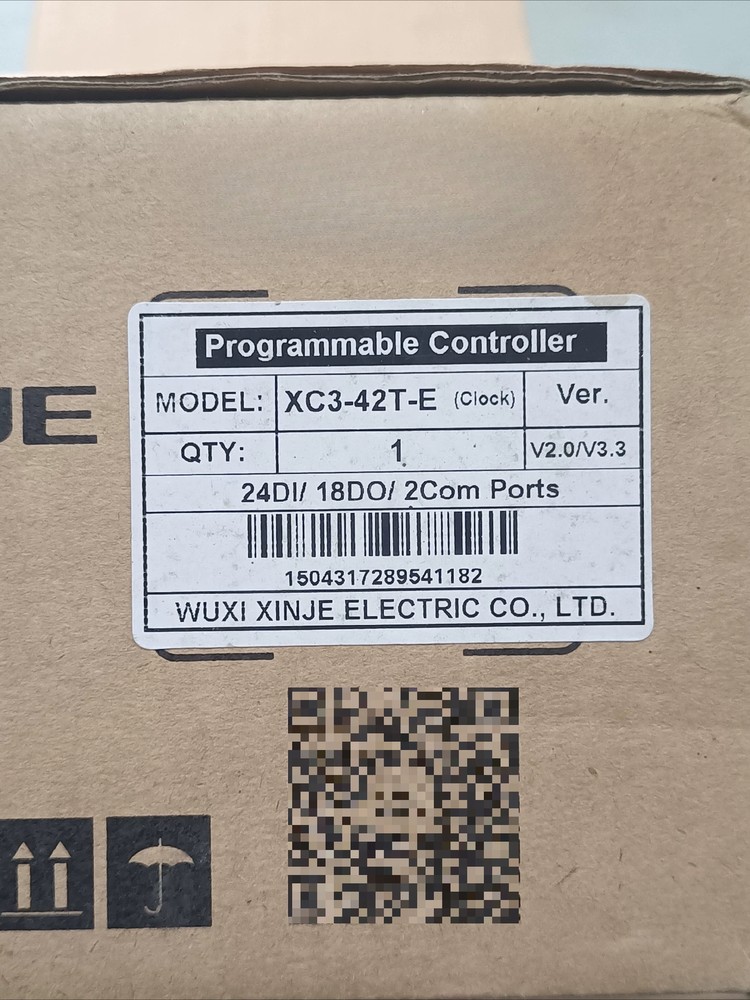 Programmable Controller
MODEL: XC3-42T-E (Clock) Ver.
QTY: 1 V2.0/V3.3
24DI/ 18DO/ 2Com Ports
1504317289541182
WUXI XINJE ELECTRIC CO., LTD.
JE